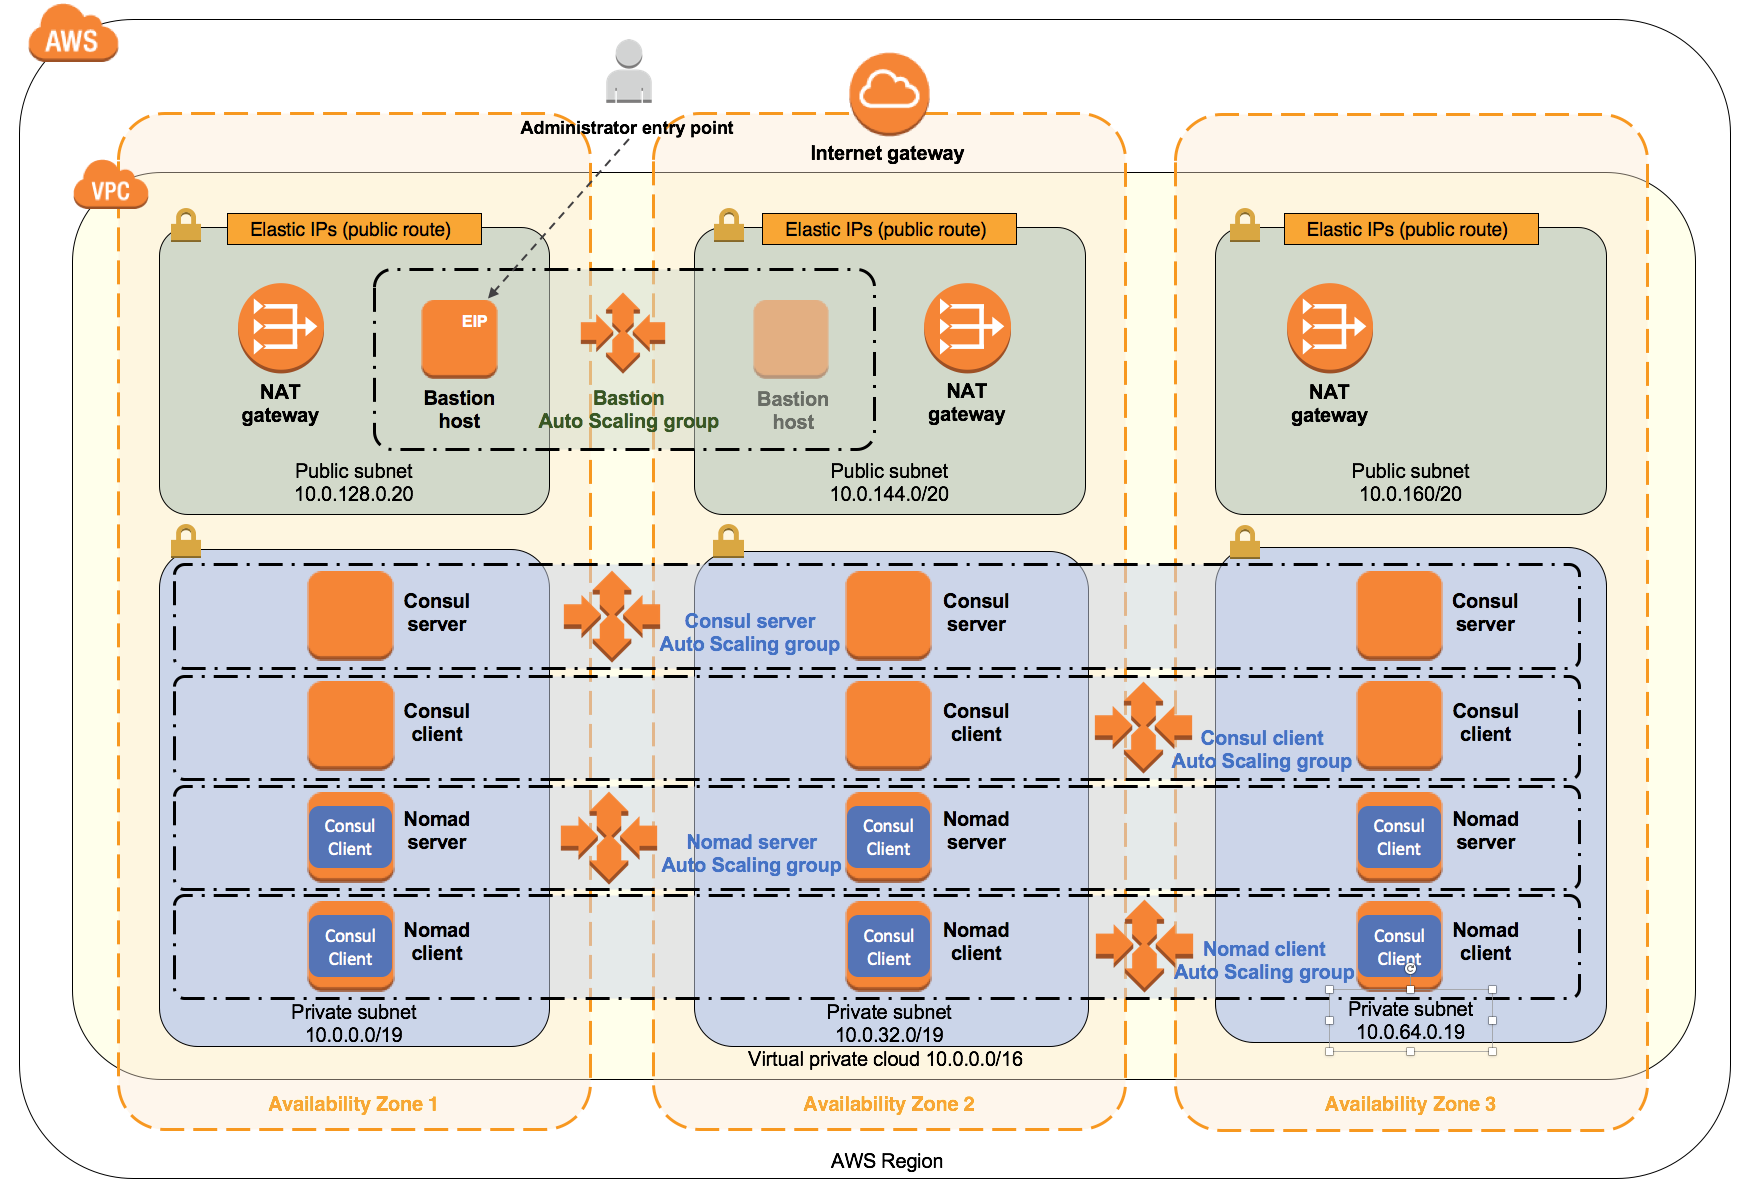 AWS
Administrator entry point
Internet gateway
VPC
Elastic IPs (public route)
Elastic IPs (public route)
Elastic IPs (public route)
NAT
gateway
EIP
Bastion
host
Bastion
Auto Scaling group
Bastion
host
NAT
gateway
NAT
gateway
Public subnet
10.0.128.0.20
Public subnet
10.0.144.0/20
Public subnet
10.0.160/20
Consul
server
Consul server
Auto Scaling group
Consul
server
Consul
server
Consul
client
Consul
client
Consul client
Auto Scaling group
Consul
client
Consul
Client
Nomad
server
Nomad server
Auto Scaling group
Consul
Client
Nomad
server
Consul
Client
Nomad
server
Consul
Client
Nomad
client
Consul
Client
Nomad
client
Nomad client
Auto Scaling group
Consul
Client
Nomad
client
Private subnet
10.0.0.0/19
Private subnet
10.0.32.0/19
Private subnet
10.0.64.0.19
Virtual private cloud 10.0.0.0/16
Availability Zone 1
Availability Zone 2
Availability Zone 3
AWS Region